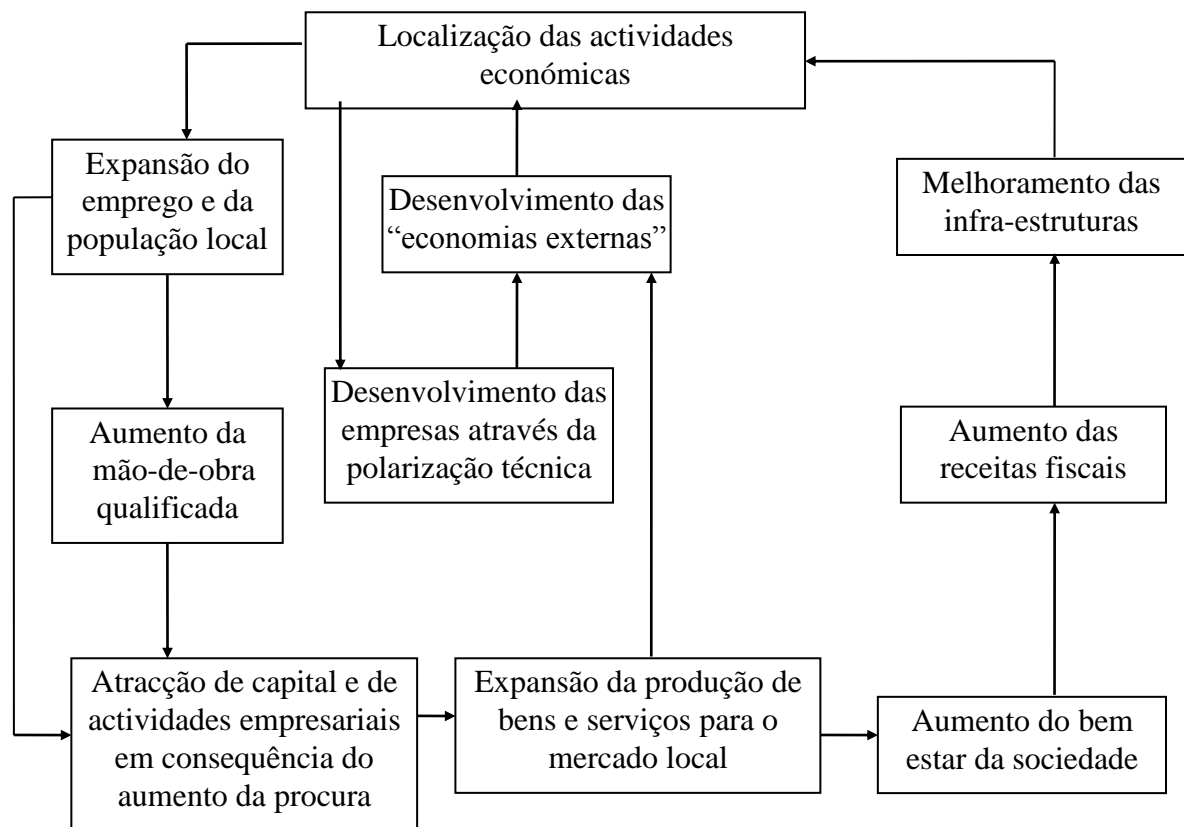 Localização das actividades
económicas
Expansão do
emprego e da
população local
Desenvolvimento das
“economias externas”
Melhoramento das
infra-estruturas
Desenvolvimento das
empresas através da
polarização técnica
Aumento da
mão-de-obra
qualificada
Aumento das
receitas fiscais
Atracção de capital e de
actividades empresariais
em consequência do
aumento da procura
Expansão da produção de
bens e serviços para o
mercado local
Aumento do bem
estar da sociedade